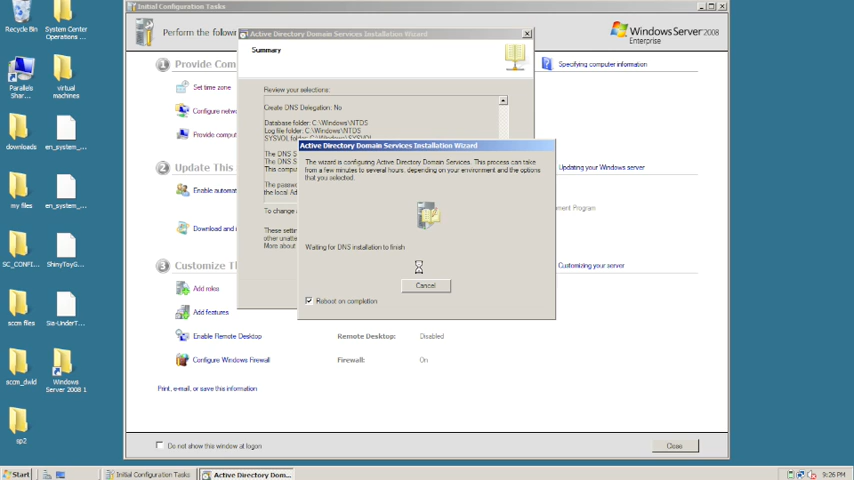 Recycle Bin
System Center
Operations ...
Parallels
Shar...
virtual
machines
downloads
en_system_...
my files
en_system_...
SC_CONFI...
ShinyToyG...
sccm files
Sia-UnderT...
sccm_dwld
Windows
Server 2008 1
sp2
Initial Configuration Tasks
Perform the follow
Windows Server 2008
Enterprise
1 Provide Com
Specifying computer information
Set time zone
Configure netw
Provide comput
2 Update This
Updating your Windows server
Enable automat
ment Program
Download and i
3 Customize T
Customizing your server
Add roles
Add features
Enable Remote Desktop
Remote Desktop: Disabled
Configure Windows Firewall
Firewall: On
Print, e-mail, or save this information
Do not show this window at logon
Close
Active Directory Domain Services Installation Wizard
Summary
Review your selections:
Create DNS Delegation: No
Database folder: C:\Windows\NTDS
Log file folder: C:\Windows\NTDS
SYSVOL folder: C:\Windows\SYSVOL
The DNS S
The DNS S
This compu
The passw
the local Ad
To change
These settin
other unatter
More about
Active Directory Domain Services Installation Wizard
The wizard is configuring Active Directory Domain Services. This process can take
from a few minutes to several hours, depending on your environment and the options
that you selected.
Waiting for DNS installation to finish
Cancel
Reboot on completion
Start
Initial Configuration Tasks
Active Directory Dom...
9:26 PM